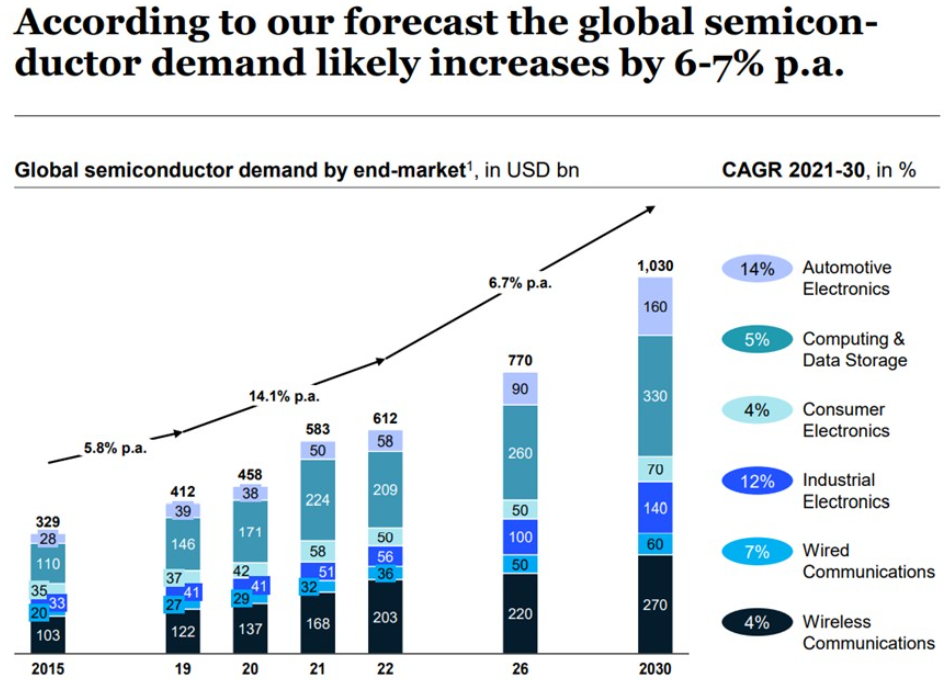 According to our forecast the global semicon-
ductor demand likely increases by 6-7% p.a.
Global semiconductor demand by end-market¹, in USD bn
CAGR 2021-30, in %
5.8% p.a.
14.1% p.a.
6.7% p.a.
329
28
110
35
33
20
103
2015
412
39
146
37
41
27
122
19
458
38
171
42
41
29
137
20
583
50
224
58
51
32
168
21
612
58
209
50
56
36
203
22
770
90
260
50
100
50
220
26
1,030
160
330
70
140
60
270
2030
14% Automotive
Electronics
5% Computing &
Data Storage
4% Consumer
Electronics
12% Industrial
Electronics
7% Wired
Communications
4% Wireless
Communications